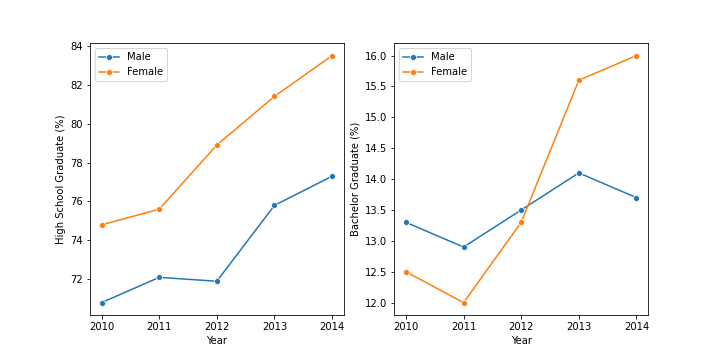 84
82
80
78
76
74
72
High School Graduate (%)
Male
Female
2010 2011 2012 2013 2014
Year
16.0
15.5
15.0
14.5
14.0
13.5
13.0
12.5
12.0
Bachelor Graduate (%)
Male
Female
2010 2011 2012 2013 2014
Year